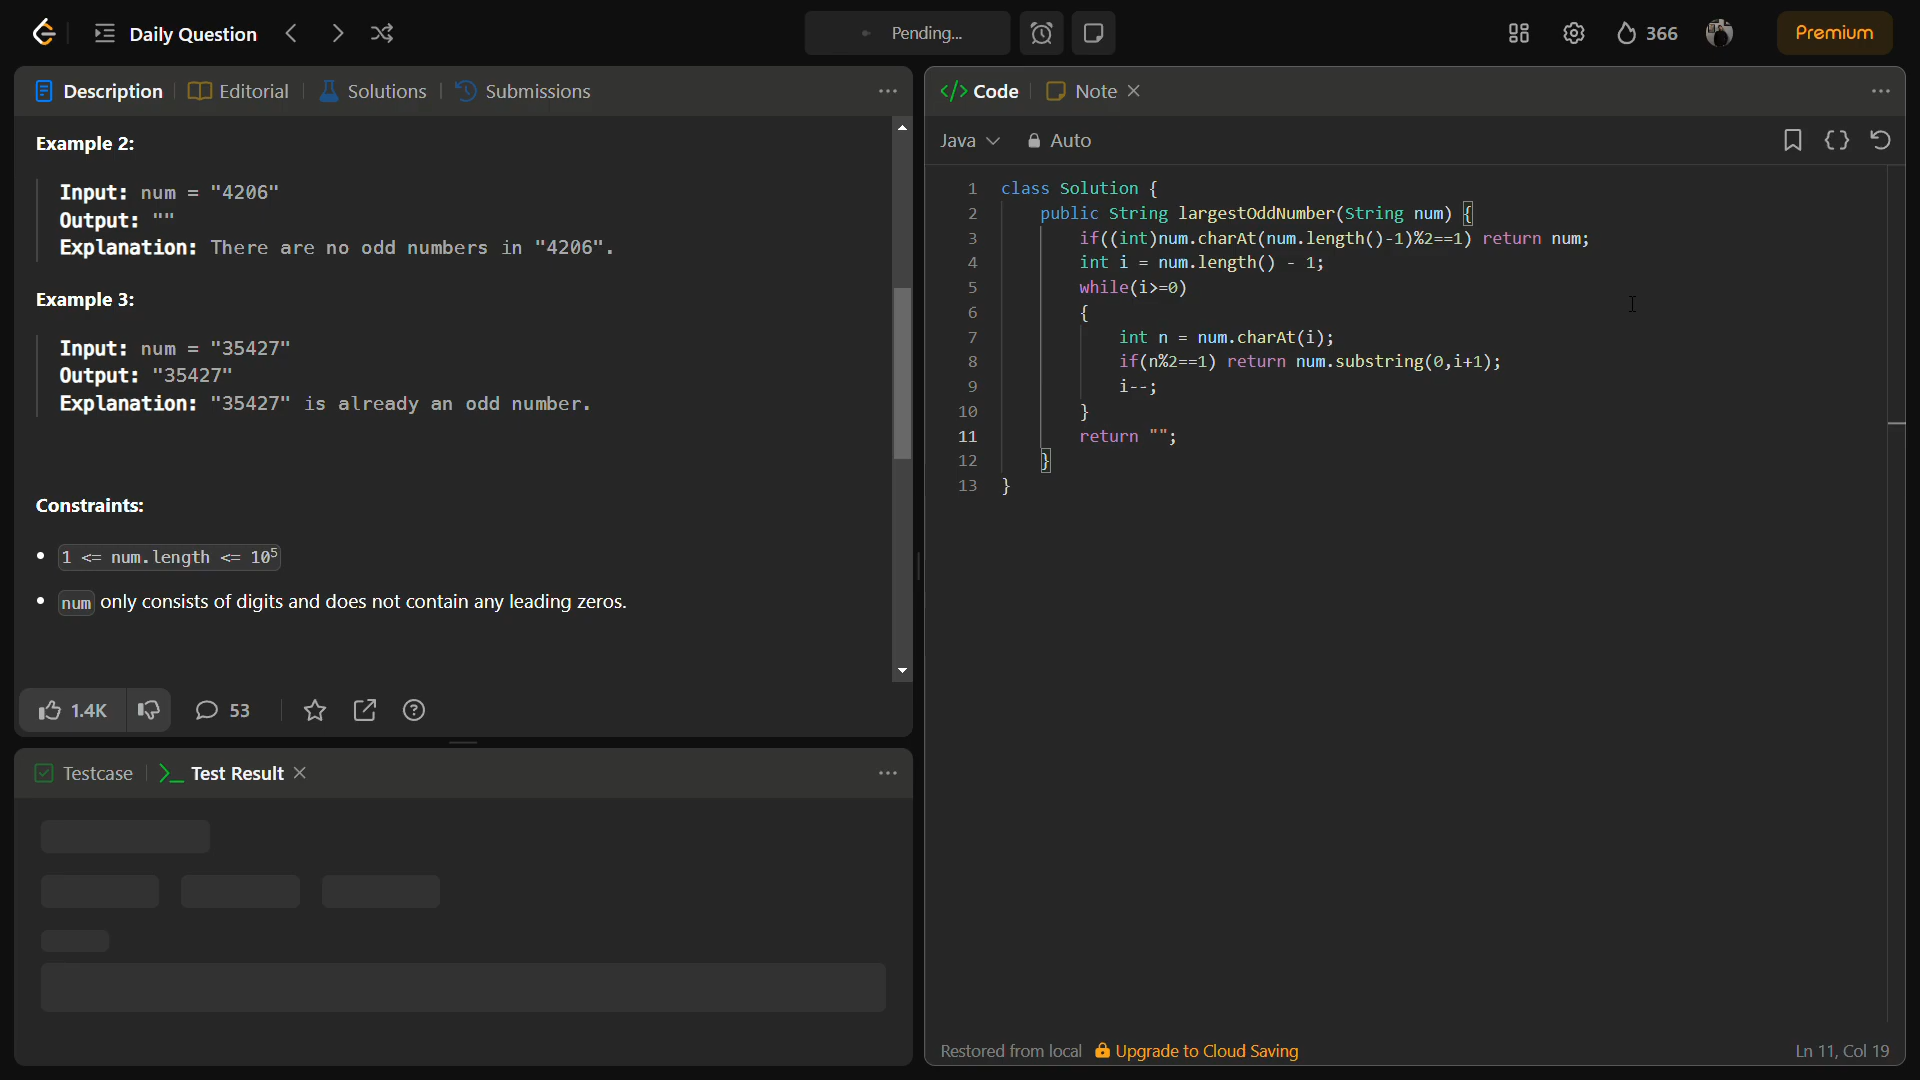 Daily Question
Pending...
366
Premium
Description
Editorial
Solutions
Submissions
Example 2:
Input: num = "4206"
Output: ""
Explanation: There are no odd numbers in "4206".
Example 3:
Input: num = "35427"
Output: "35427"
Explanation: "35427" is already an odd number.
Constraints:
1 <= num.length <= 10⁵
num only consists of digits and does not contain any leading zeros.
1.4K
53
Testcase
Test Result
Code
Note
Java
Auto
1 class Solution {
2 public String largestOddNumber(String num) {
3 if((int)num.charAt(num.length()-1)%2==1) return num;
4 int i = num.length() - 1;
5 while(i>=0)
6 {
7 int n = num.charAt(i);
8 if(n%2==1) return num.substring(0,i+1);
9 i--;
10 }
11 return "";
12 }
13 }
Restored from local
Upgrade to Cloud Saving
Ln 11, Col 19